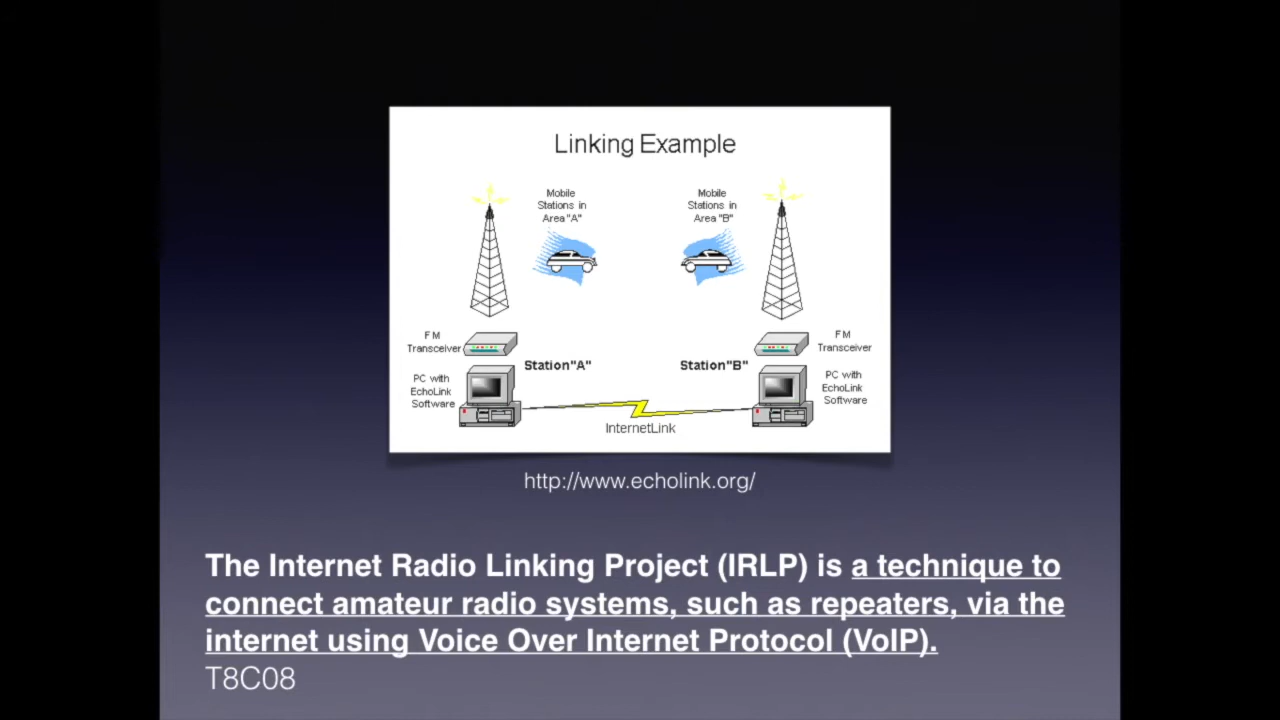 Linking Example
Mobile
Stations in
Area "A"
Mobile
Stations in
Area "B"
FM
Transceiver
FM
Transceiver
Station"A"
Station"B"
PC with
EchoLink
Software
PC with
EchoLink
Software
InternetLink
http://www.echolink.org/
The Internet Radio Linking Project (IRLP) is a technique to
connect amateur radio systems, such as repeaters, via the
internet using Voice Over Internet Protocol (VoIP).
T8C08